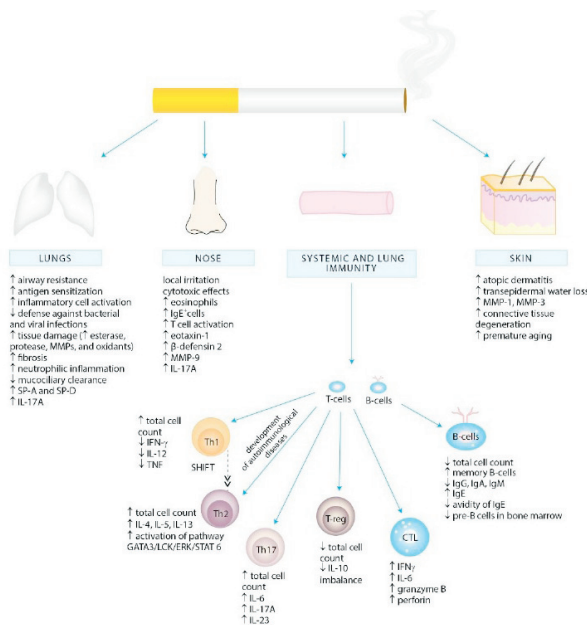 LUNGS
↑ airway resistance
↑ antigen sensitization
↑ inflammatory cell activation
↓ defense against bacterial
and viral infections
↑ tissue damage (↑ esterase,
protease, MMPs, and oxidants)
↑ fibrosis
↑ neutrophilic inflammation
↓ mucociliary clearance
↑ SP-A and SP-D
↑ IL-17A
NOSE
local irritation
cytotoxic effects
↑ eosinophils
↑ IgE⁺cells
↑ T cell activation
↑ eotaxin-1
↑ β-defensin 2
↑ MMP-9
↑ IL-17A
SYSTEMIC AND LUNG
IMMUNITY
SKIN
↑ atopic dermatitis
↑ transepidermal water loss
↑ MMP-1, MMP-3
↑ connective tissue
degeneration
↑ premature aging
T-cells
B-cells
↑ total cell
count
↓ IFN-γ
↓ IL-12
↓ TNF
Th1
SHIFT
development
of autoimmunological
diseases
Th2
↑ total cell count
↑ IL-4, IL-5, IL-13
↑ activation of pathway
GATA3/LCK/ERK/STAT 6
Th17
↑ total cell
count
↑ IL-6
↑ IL-17A
↑ IL-23
T-reg
↓ total cell
count
↓ IL-10
imbalance
CTL
↑ IFNγ
↑ IL-6
↑ granzyme B
↑ perforin
B-cells
↓ total cell count
↑ memory B-cells
↓ IgG, IgA, IgM
↑ IgE
↓ avidity of IgE
↓ pre-B cells in bone marrow